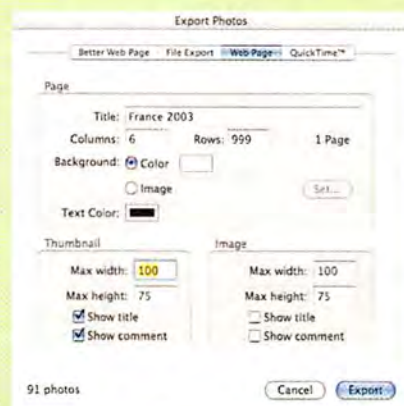 Export Photos
Better Web Page File Export Web Page QuickTime™
Page
Title: France 2003
Columns: 6 Rows: 999 1 Page
Background: Color
Image Set...
Text Color:
Thumbnail Image
Max width: 100 Max width: 100
Max height: 75 Max height: 75
Show title Show title
Show comment Show comment
91 photos Cancel Export